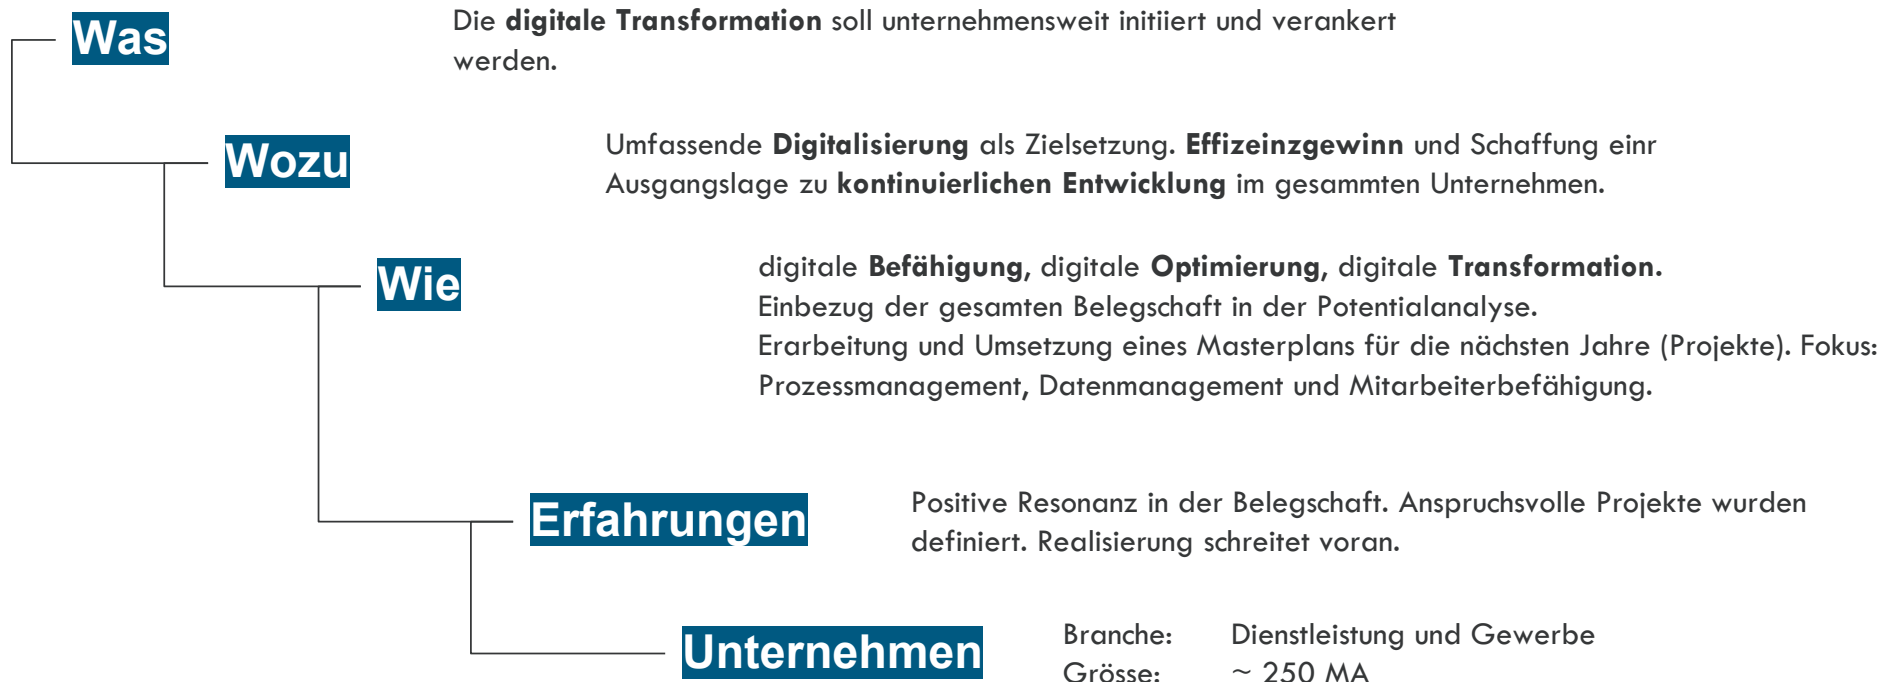 Was
Die digitale Transformation soll unternehmensweit initiiert und verankert
werden.
Wozu
Umfassende Digitalisierung als Zielsetzung. Effizeinzgewinn und Schaffung einr
Ausgangslage zu kontinuierlichen Entwicklung im gesammten Unternehmen.
Wie
digitale Befähigung, digitale Optimierung, digitale Transformation.
Einbezug der gesamten Belegschaft in der Potentialanalyse.
Erarbeitung und Umsetzung eines Masterplans für die nächsten Jahre (Projekte). Fokus:
Prozessmanagement, Datenmanagement und Mitarbeiterbefähigung.
Erfahrungen
Positive Resonanz in der Belegschaft. Anspruchsvolle Projekte wurden
definiert. Realisierung schreitet voran.
Unternehmen
Branche: Dienstleistung und Gewerbe
Grösse: ~ 250 MA